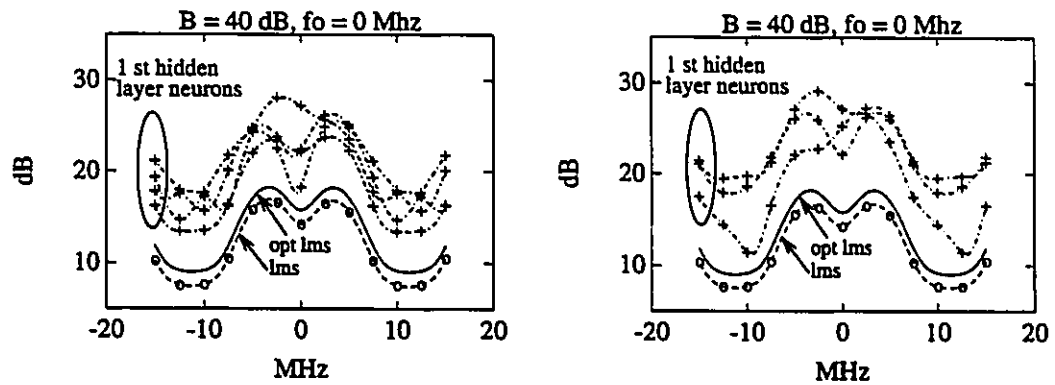 B = 40 dB, fo = 0 Mhz
1 st hidden
layer neurons
30
20
10
dB
opt lms
lms
-20 -10 0 10 20
MHz
B = 40 dB, fo = 0 Mhz
1 st hidden
layer neurons
30
20
10
dB
opt lms
lms
-20 -10 0 10 20
MHz